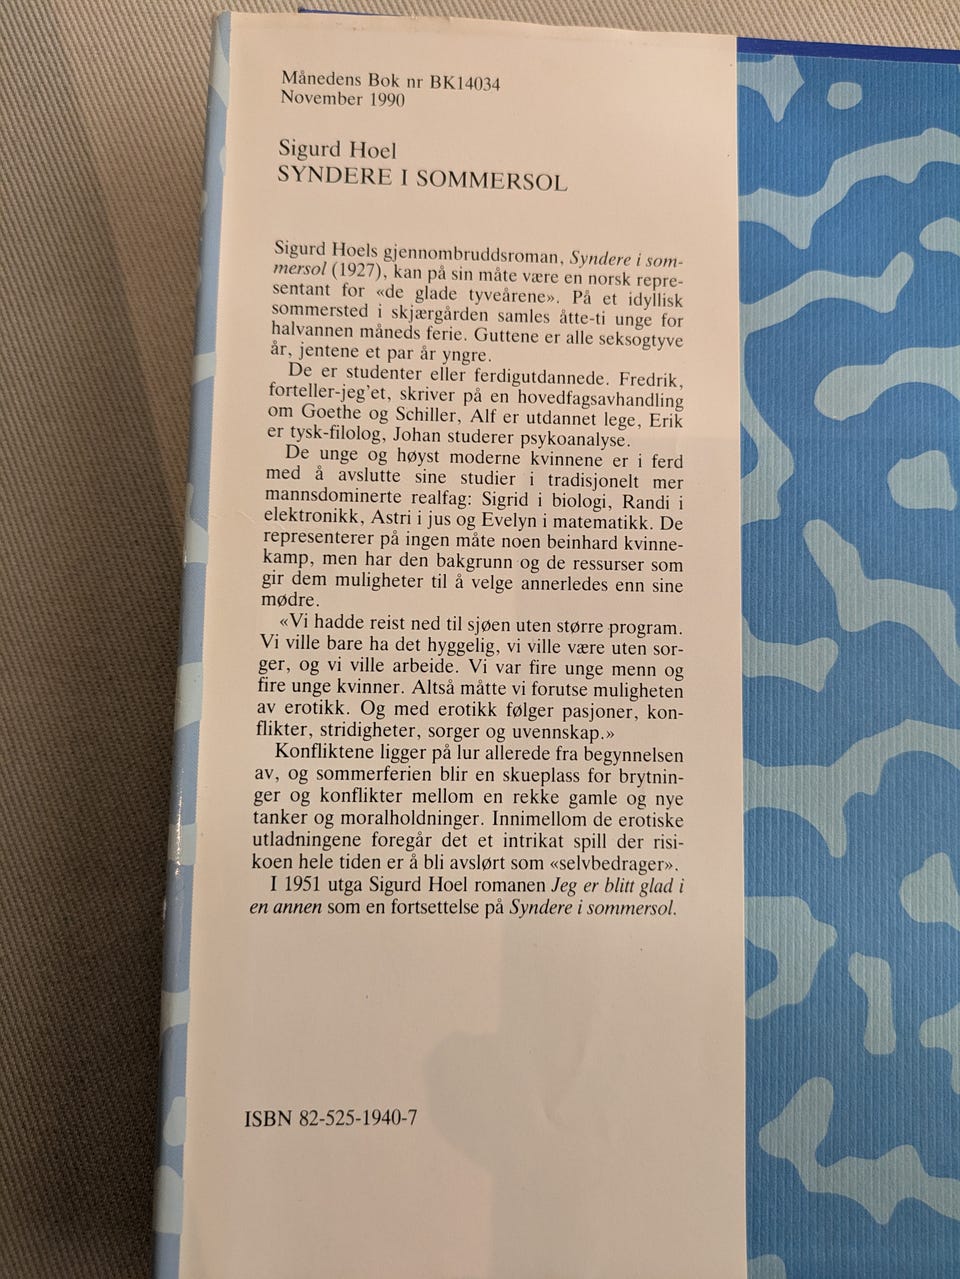 Månedens Bok nr BK14034
November 1990
Sigurd Hoel
SYNDERE I SOMMERSOL
Sigurd Hoels gjennombruddsroman, Syndere i som-
mersol (1927), kan på sin måte være en norsk repre-
sentant for «de glade tyveårene». På et idyllisk
sommersted i skjærgården samles åtte-ti unge for
halvannen måneds ferie. Guttene er alle seksogtyve
år, jentene et par år yngre.
De er studenter eller ferdigutdannede. Fredrik,
forteller-jeg'et, skriver på en hovedfagsavhandling
om Goethe og Schiller, Alf er utdannet lege, Erik
er tysk-filolog, Johan studerer psykoanalyse.
De unge og høyst moderne kvinnene er i ferd
med å avslutte sine studier i tradisjonelt mer
mannsdominerte realfag: Sigrid i biologi, Randi i
elektronikk, Astri i jus og Evelyn i matematikk. De
representerer på ingen måte noen beinhard kvinne-
kamp, men har den bakgrunn og de ressurser som
gir dem muligheter til å velge annerledes enn sine
mødre.
«Vi hadde reist ned til sjøen uten større program.
Vi ville bare ha det hyggelig, vi ville være uten sor-
ger, og vi ville arbeide. Vi var fire unge menn og
fire unge kvinner. Altså måtte vi forutse muligheten
av erotikk. Og med erotikk følger pasjoner, kon-
flikter, stridigheter, sorger og uvennskap.»
Konfliktene ligger på lur allerede fra begynnelsen
av, og sommerferien blir en skueplass for brytnin-
ger og konflikter mellom en rekke gamle og nye
tanker og moralholdninger. Innimellom de erotiske
utladningene foregår det et intrikat spill der risi-
koen hele tiden er å bli avslørt som «selvbedrager».
I 1951 utga Sigurd Hoel romanen Jeg er blitt glad i
en annen som en fortsettelse på Syndere i sommersol.
ISBN 82-525-1940-7